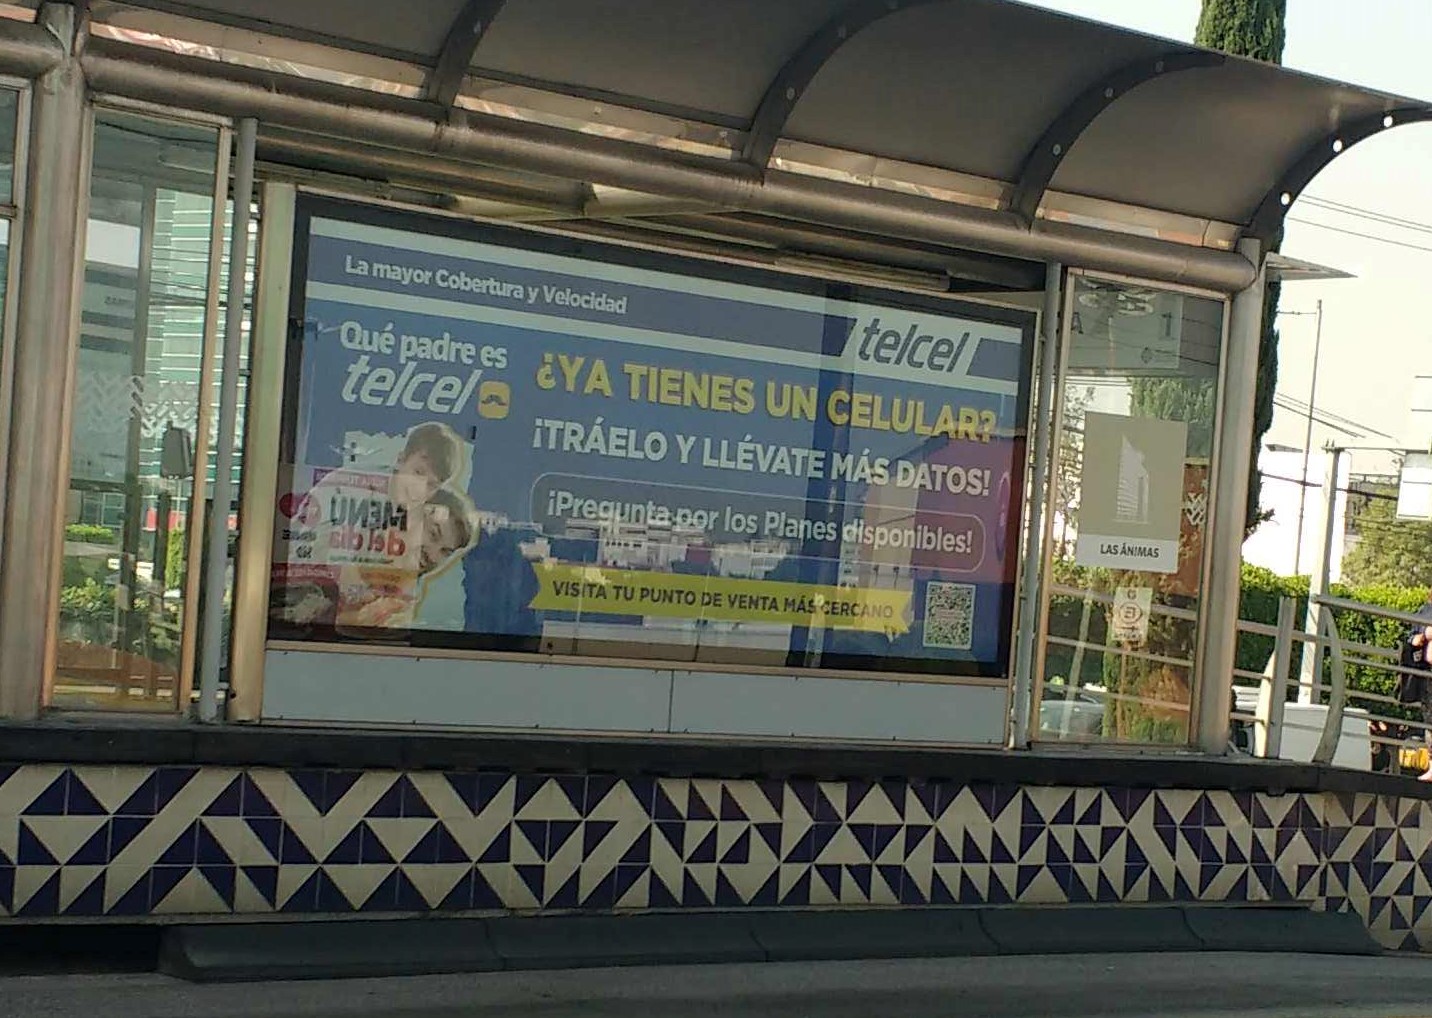 La mayor Cobertura y Velocidad
telcel
Qué padre es
telcel
¿YA TIENES UN CELULAR?
¡TRÁELO Y LLÉVATE MÁS DATOS!
¡Pregunta por los Planes disponibles!
VISITA TU PUNTO DE VENTA MÁS CERCANO
MENÚ
del día
LAS ÁNIMAS